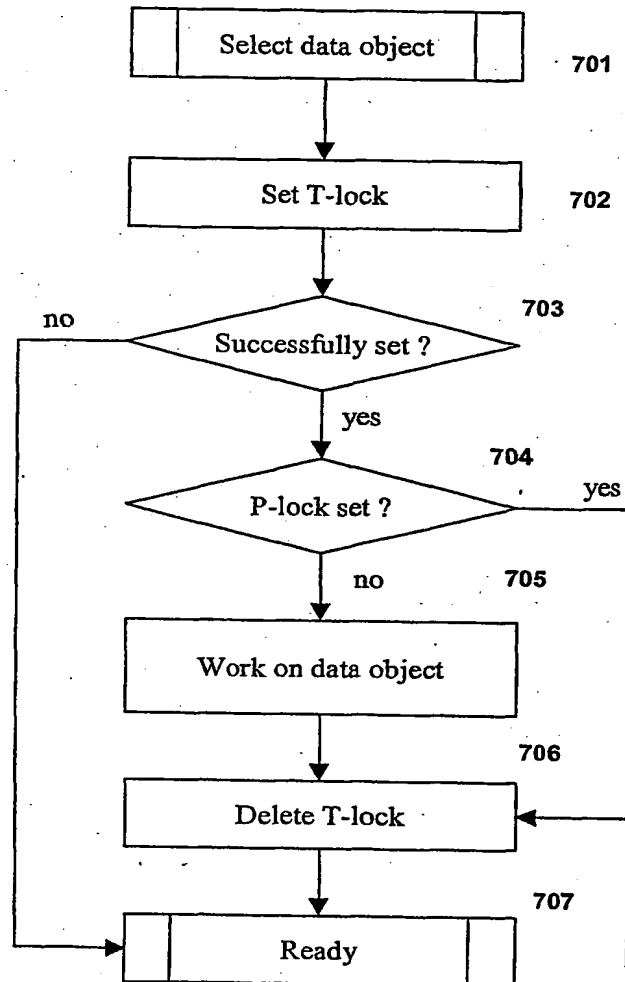 Select data object
701
Set T-lock
702
703
no
Successfully set ?
yes
704
P-lock set ?
yes
no
705
Work on data object
706
Delete T-lock
707
Ready